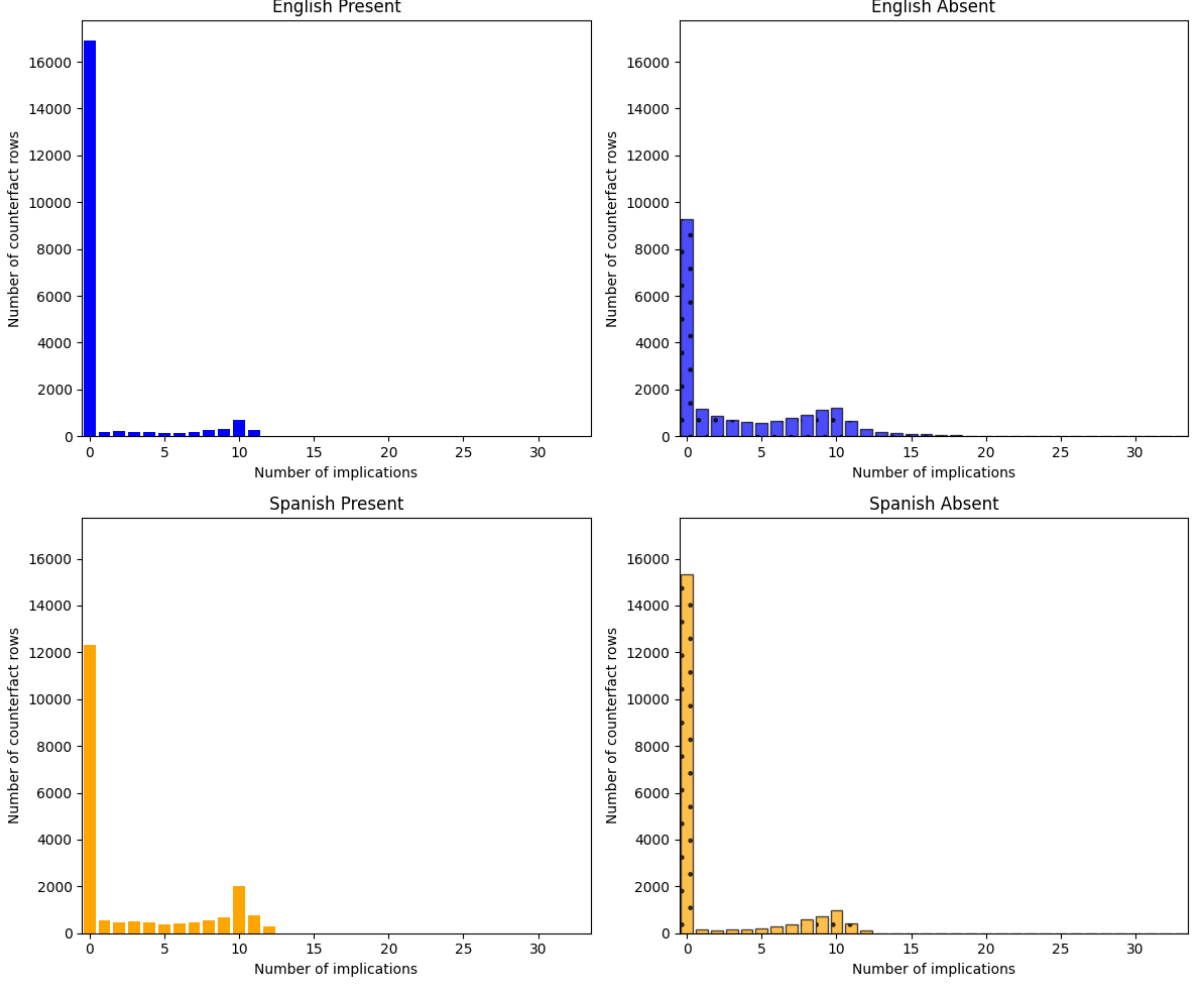 English Present
English Absent
16000
14000
12000
10000
8000
6000
4000
2000
0
Number of counterfact rows
0 5 10 15 20 25 30
Number of implications
16000
14000
12000
10000
8000
6000
4000
2000
0
Number of counterfact rows
0 5 10 15 20 25 30
Number of implications
Spanish Present
Spanish Absent
16000
14000
12000
10000
8000
6000
4000
2000
0
Number of counterfact rows
0 5 10 15 20 25 30
Number of implications
16000
14000
12000
10000
8000
6000
4000
2000
0
Number of counterfact rows
0 5 10 15 20 25 30
Number of implications